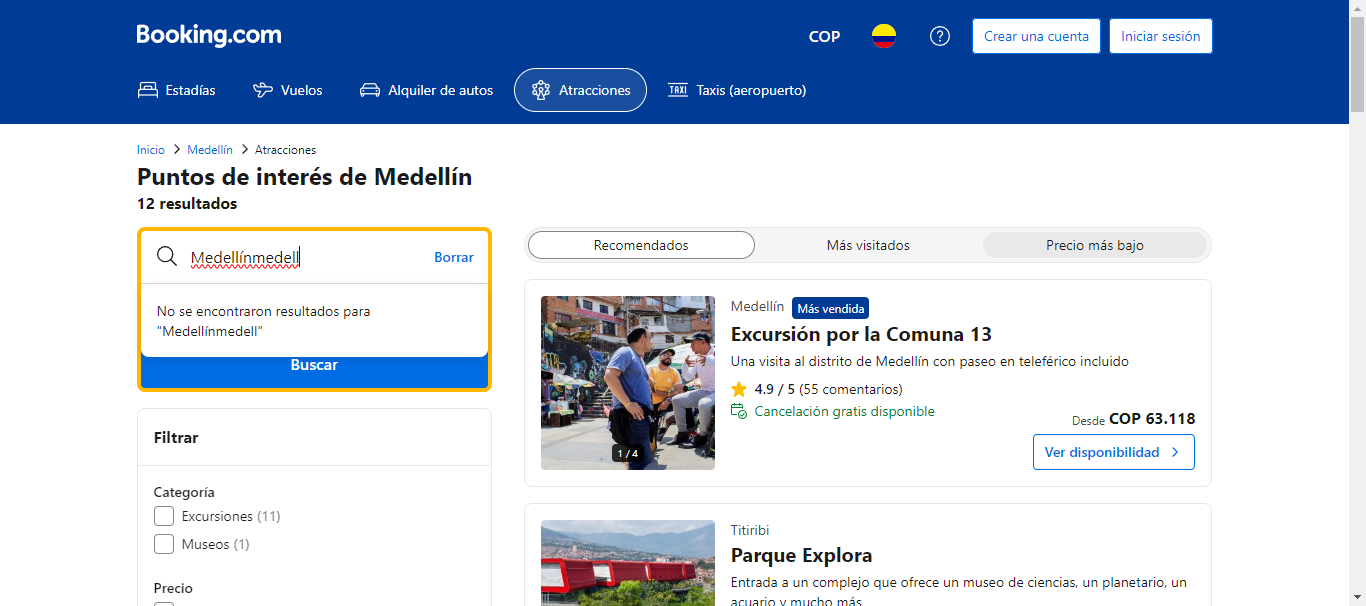 Booking.com
COP
Crear una cuenta
Iniciar sesión
Estadías
Vuelos
Alquiler de autos
Atracciones
TAXI
Taxis (aeropuerto)
Inicio > Medellín > Atracciones
Puntos de interés de Medellín
12 resultados
Medellínmedell
Borrar
No se encontraron resultados para
"Medellínmedell"
Buscar
Filtrar
Categoría
Excursiones (11)
Museos (1)
Precio
Recomendados
Más visitados
Precio más bajo
1 / 4
Medellín
Más vendida
Excursión por la Comuna 13
Una visita al distrito de Medellín con paseo en teleférico incluido
4.9 / 5 (55 comentarios)
Cancelación gratis disponible
Desde COP 63.118
Ver disponibilidad
Titiribi
Parque Explora
Entrada a un complejo que ofrece un museo de ciencias, un planetario, un
acuario y mucho más